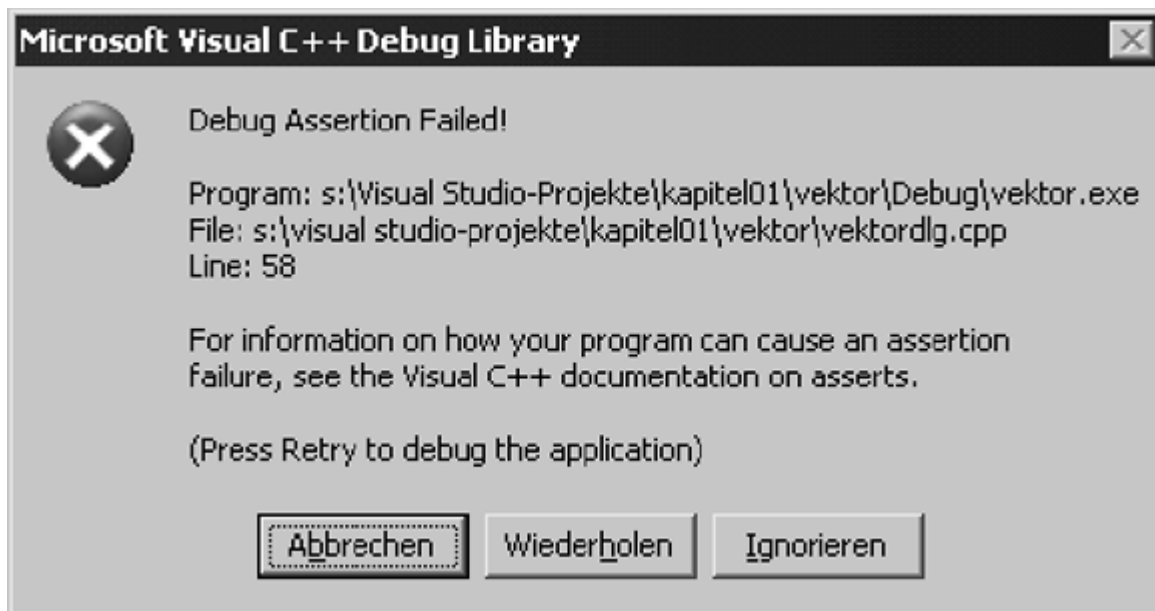 Microsoft Visual C++ Debug Library
Debug Assertion Failed!
Program: s:\Visual Studio-Projekte\kapitel01\vektor\Debug\vektor.exe
File: s:\visual studio-projekte\kapitel01\vektor\vektordlg.cpp
Line: 58
For information on how your program can cause an assertion
failure, see the Visual C++ documentation on asserts.
(Press Retry to debug the application)
Abbrechen Wiederholen Ignorieren